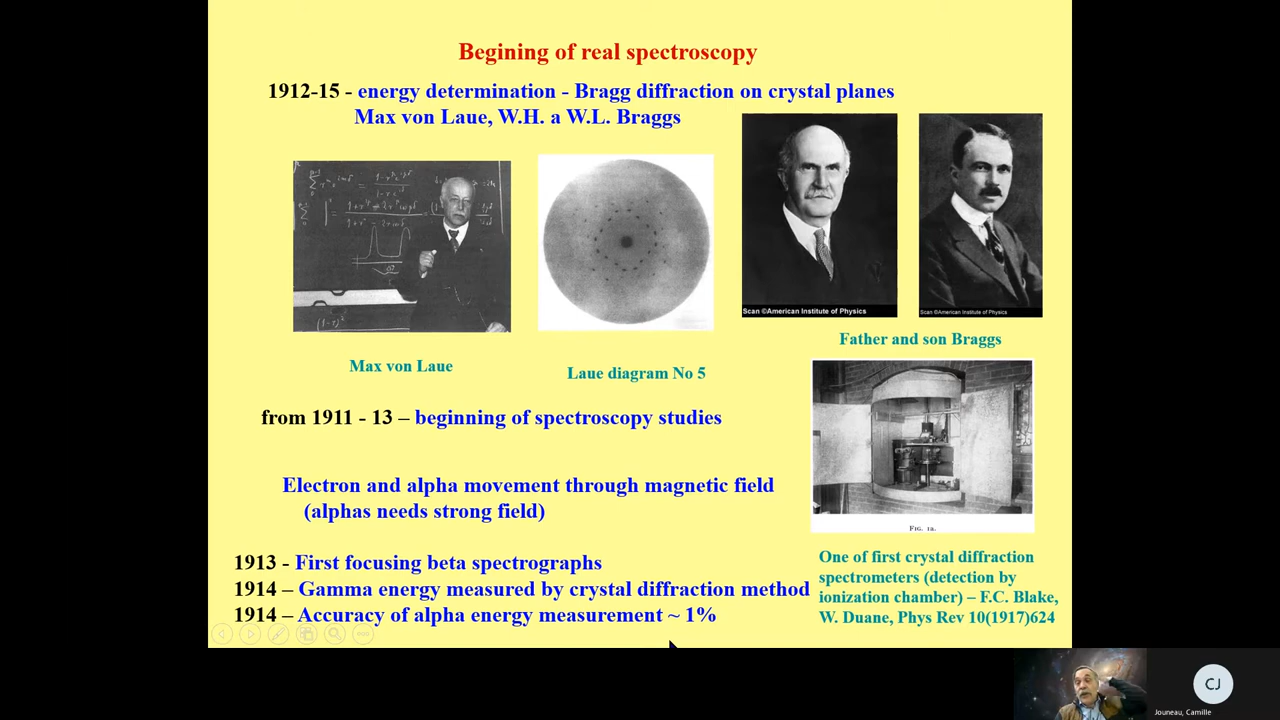 Begining of real spectroscopy
1912-15 - energy determination - Bragg diffraction on crystal planes
Max von Laue, W.H. a W.L. Braggs
Scan ©American Institute of Physics
Scan ©American Institute of Physics
Father and son Braggs
Max von Laue
Laue diagram No 5
from 1911 - 13 – beginning of spectroscopy studies
Electron and alpha movement through magnetic field
(alphas needs strong field)
FIG. 1a.
1913 - First focusing beta spectrographs
1914 – Gamma energy measured by crystal diffraction method
1914 – Accuracy of alpha energy measurement ~ 1%
One of first crystal diffraction
spectrometers (detection by
ionization chamber) – F.C. Blake,
W. Duane, Phys Rev 10(1917)624
CJ
Jouneau, Camille